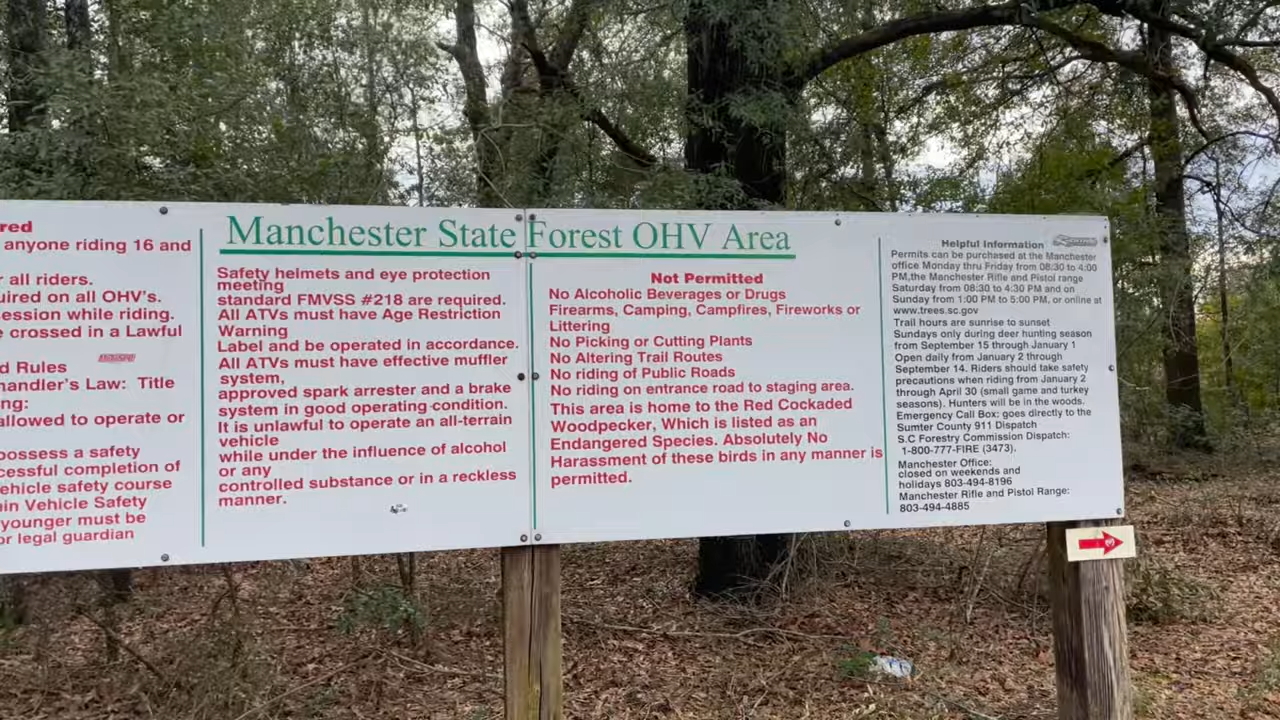 red
anyone riding 16 and
r all riders.
uired on all OHV's.
session while riding.
e crossed in a Lawful
d Rules
handler's Law: Title
ng:
allowed to operate or
possess a safety
cessful completion of
ehicle safety course
ain Vehicle Safety
younger must be
or legal guardian
Manchester State Forest OHV Area
Safety helmets and eye protection
meeting
standard FMVSS #218 are required.
All ATVs must have Age Restriction
Warning
Label and be operated in accordance.
All ATVs must have effective muffler
system,
approved spark arrester and a brake
system in good operating condition.
It is unlawful to operate an all-terrain
vehicle
while under the influence of alcohol
or any
controlled substance or in a reckless
manner.
Not Permitted
No Alcoholic Beverages or Drugs
Firearms, Camping, Campfires, Fireworks or
Littering
No Picking or Cutting Plants
No Altering Trail Routes
No riding of Public Roads
No riding on entrance road to staging area.
This area is home to the Red Cockaded
Woodpecker, Which is listed as an
Endangered Species. Absolutely No
Harassment of these birds in any manner is
permitted.
Helpful Information
Permits can be purchased at the Manchester
office Monday thru Friday from 08:30 to 4:00
PM,the Manchester Rifle and Pistol range
Saturday from 08:30 to 4:30 PM and on
Sunday from 1:00 PM to 5:00 PM, or online at
www.trees.sc.gov
Trail hours are sunrise to sunset
Sundays only during deer hunting season
from September 15 through January 1
Open daily from January 2 through
September 14. Riders should take safety
precautions when riding from January 2
through April 30 (small game and turkey
seasons). Hunters will be in the woods.
Emergency Call Box: goes directly to the
Sumter County 911 Dispatch
S.C Forestry Commission Dispatch:
1-800-777-FIRE (3473).
Manchester Office:
closed on weekends and
holidays 803-494-8196
Manchester Rifle and Pistol Range:
803-494-4885